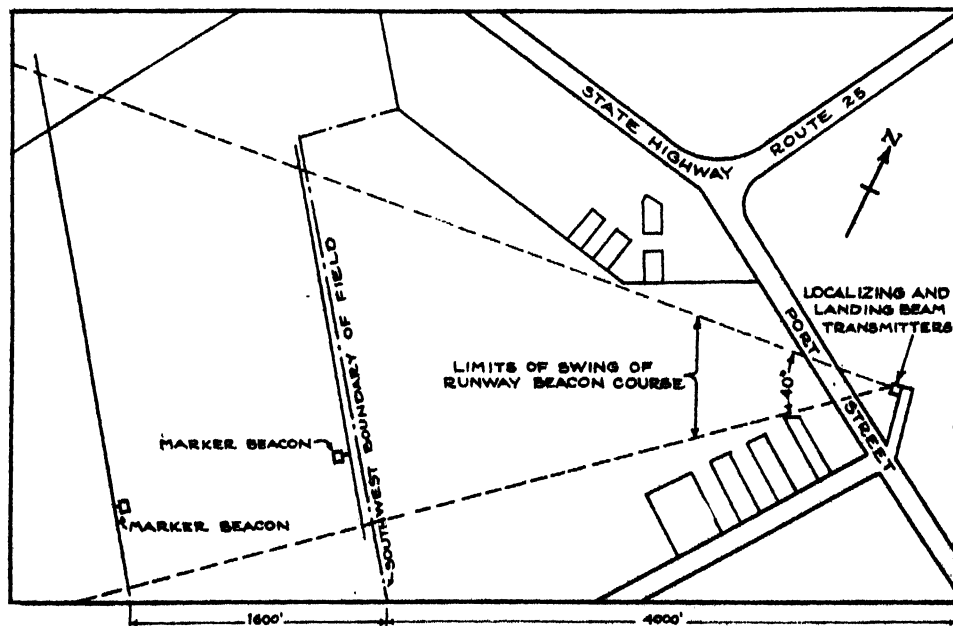 STATE HIGHWAY
ROUTE 25
N
LOCALIZING AND
LANDING BEAM
TRANSMITTERS
PORT STREET
LIMITS OF SWING OF
RUNWAY BEACON COURSE
40°
SOUTHWEST BOUNDARY OF FIELD
MARKER BEACON
MARKER BEACON
1600'
4000'